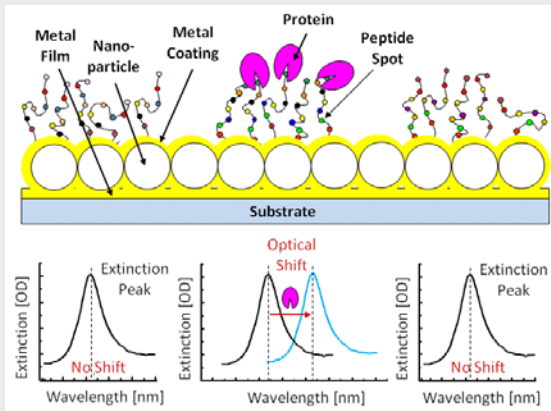 Metal
Film
Nano-
particle
Metal
Coating
Protein
Peptide
Spot
Substrate
Extinction [OD]
Extinction
Peak
No Shift
Wavelength [nm]
Optical
Shift
Extinction [OD]
Wavelength [nm]
Extinction [OD]
Extinction
Peak
No Shift
Wavelength [nm]